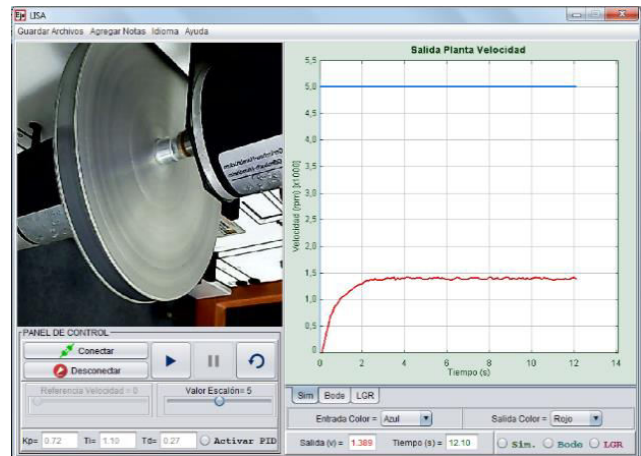 Ejs LISA
Guardar Archivos Agregar Notas Idioma Ayuda
Salida Planta Velocidad
Velocidad (rpm) [x1000]
5,5
5,0
4,5
4,0
3,5
3,0
2,5
2,0
1,5
1,0
0,5
0
0 2 4 6 8 10 12 14
Tiempo (s)
PANEL DE CONTROL
Conectar
Desconectar
Referencia Velocidad = 0
Valor Escalón= 5
Kp= 0.72 Ti= 1.10 Td= 0.27 Activar PID
Sim Bode LGR
Entrada Color = Azul Salida Color = Rojo
Salida (v) = 1.389 Tiempo (s) = 12.10 Sim. Bode LGR